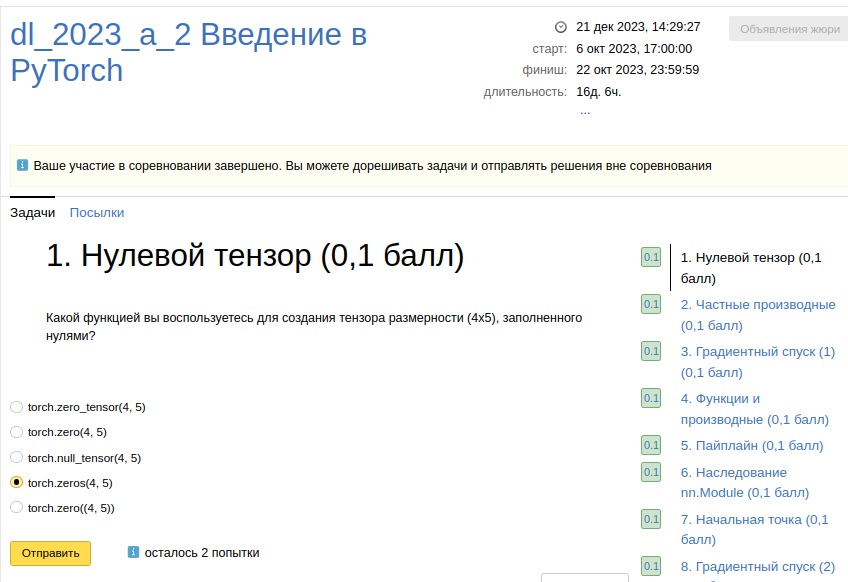 dl_2023_a_2 Введение в
PyTorch
21 дек 2023, 14:29:27
старт: 6 окт 2023, 17:00:00
финиш: 22 окт 2023, 23:59:59
длительность: 16д. 6ч.
...
Объявления жюри
Ваше участие в соревновании завершено. Вы можете дорешивать задачи и отправлять решения вне соревнования
Задачи Посылки
1. Нулевой тензор (0,1 балл)
Какой функцией вы воспользуетесь для создания тензора размерности (4x5), заполненного
нулями?
torch.zero_tensor(4, 5)
torch.zero(4, 5)
torch.null_tensor(4, 5)
torch.zeros(4, 5)
torch.zero((4, 5))
Отправить
осталось 2 попытки
0.1 1. Нулевой тензор (0,1
балл)
0.1 2. Частные производные
(0,1 балл)
0.1 3. Градиентный спуск (1)
(0,1 балл)
0.1 4. Функции и
производные (0,1 балл)
0.1 5. Пайплайн (0,1 балл)
0.1 6. Наследование
nn.Module (0,1 балл)
0.1 7. Начальная точка (0,1
балл)
0.1 8. Градиентный спуск (2)